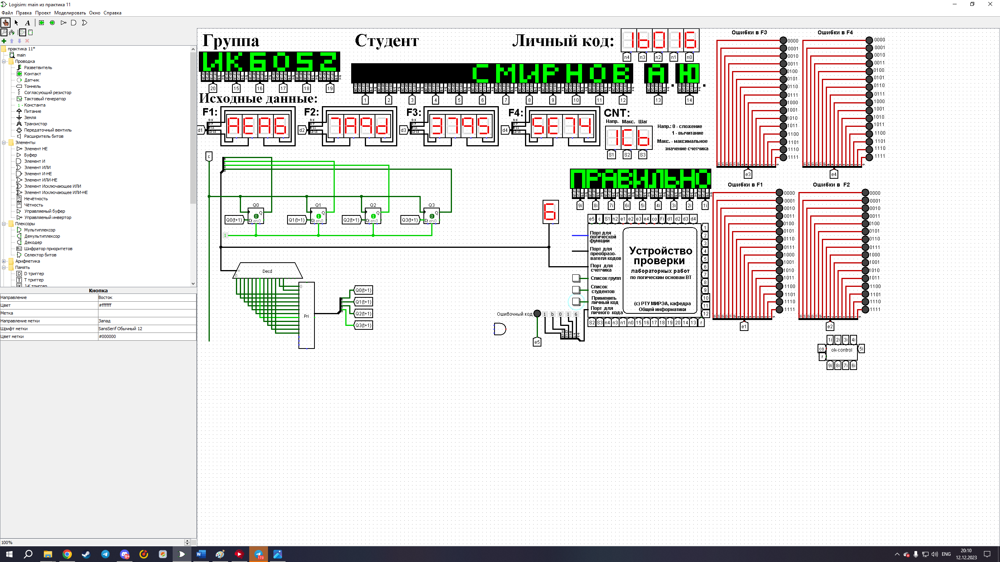 Logisim: main из практика 11
Файл Правка Проект Моделировать Окно Справка
практика 11*
main
Проводка
Разветвитель
Контакт
Датчик
Тоннель
Согласующий резистор
Тактовый генератор
Константа
Питание
Земля
Транзистор
Передаточный вентиль
Расширитель битов
Элементы
Элемент НЕ
Буфер
Элемент И
Элемент ИЛИ
Элемент И-НЕ
Элемент ИЛИ-НЕ
Элемент Исключающее ИЛИ
Элемент Исключающее ИЛИ-НЕ
Нечётность
Чётность
Управляемый буфер
Управляемый инвертор
Плексоры
Мультиплексор
Демультиплексор
Декодер
Шифратор приоритетов
Селектор битов
Арифметика
Память
D триггер
T триггер
J-K триггер
Кнопка
Направление Восток
Цвет #ffffff
Метка
Направление метки Запад
Шрифт метки SansSerif Обычный 12
Цвет метки #000000
100%
Группа Студент Личный код: 1b016
n4 n3 n2 n1 n0
ИКБО52 СМИРНОВ А.Ю.
20 15 16 17 18 19
1 2 3 4 5 6 7 8 9 10 11 12 13 14
Исходные данные:
F1: F2: 7A9d F3: 3795 F4: 5E74 CNT:
d1 d2 d3 d4
Напр. Макс. Шаг
1Cb
S1 S2 S3
Напр.: 0 - сложение
1 - вычитание
Макс. - максимальное
значение счетчика
c
ПРАВИЛЬНО
9i 8i 7i 6i 5i 4i 3i 2i 1i
Q0 Q1 Q2 Q3
Q0(t+1) Q1(t+1) Q2(t+1) Q3(t+1)
1
6
e5 c S1 n2 e1 e2 e3 e4 co Fi d1 d2 d3 d4
Порт для
логической
функции
Порт для
преобразо-
вателя кодов
Порт для
счетчика
Список групп
Список
студентов
Применить
личный код
Порт для
личного кода
Устройство
проверки
лабораторных работ
по логическим основам ВТ
(с) РТУ МИРЭА, кафедра
Общей информатики
1
2
3
4
5
6
7
8
9
10
11
12
S2 S3 n4 n3 n1 n0 15 16 17 18 19 20 14 13 r
Decd
0
Pri
Q0(t+1)
Q1(t+1)
Q2(t+1)
Q3(t+1)
Ошибочный код 1 b 0 1 6
e5
Ошибки в F3
0000
0001
0010
0011
0100
0101
0110
0111
1000
1001
1010
1011
1100
1101
1110
1111
e3
Ошибки в F4
0000
0001
0010
0011
0100
0101
0110
0111
1000
1001
1010
1011
1100
1101
1110
1111
e4
Ошибки в F1
0000
0001
0010
0011
0100
0101
0110
0111
1000
1001
1010
1011
1100
1101
1110
1111
e1
Ошибки в F2
0000
0001
0010
0011
0100
0101
0110
0111
1000
1001
1010
1011
1100
1101
1110
1111
e2
1i 2i 3i 4i
co ok-control 5i
r
9i 8i 7i 6i
9+
173
ENG
20:10
12.12.2023